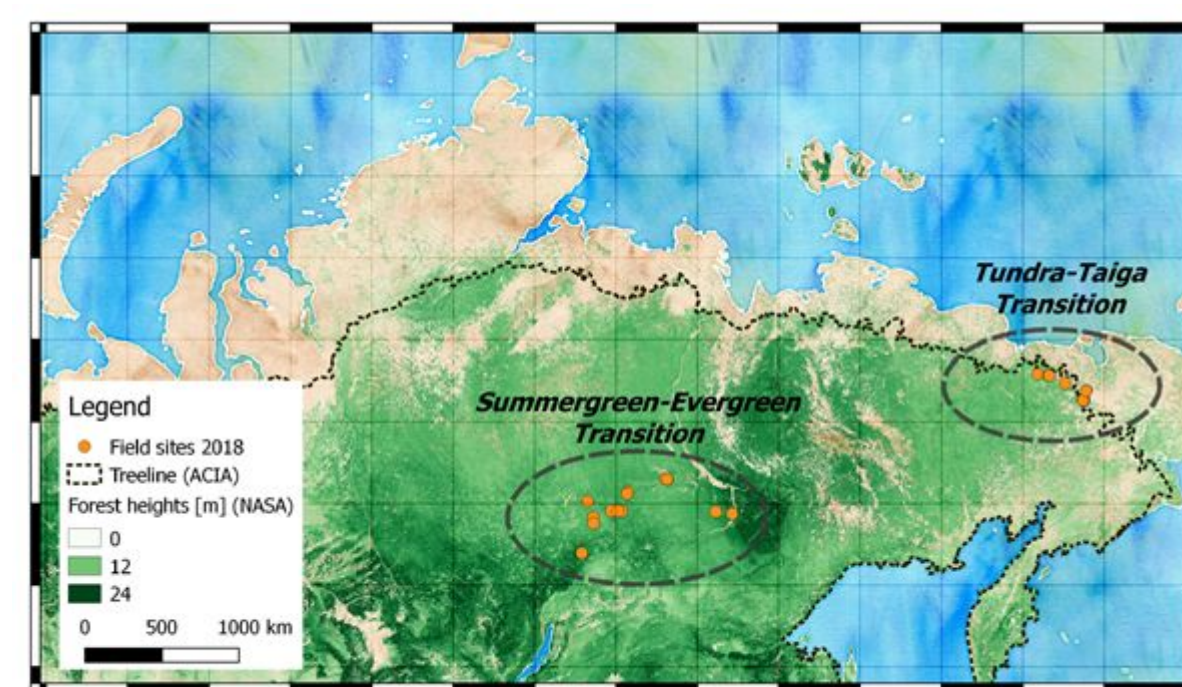 Tundra-Taiga
Transition
Summergreen-Evergreen
Transition
Legend
Field sites 2018
Treeline (ACIA)
Forest heights [m] (NASA)
0
12
24
0 500 1000 km